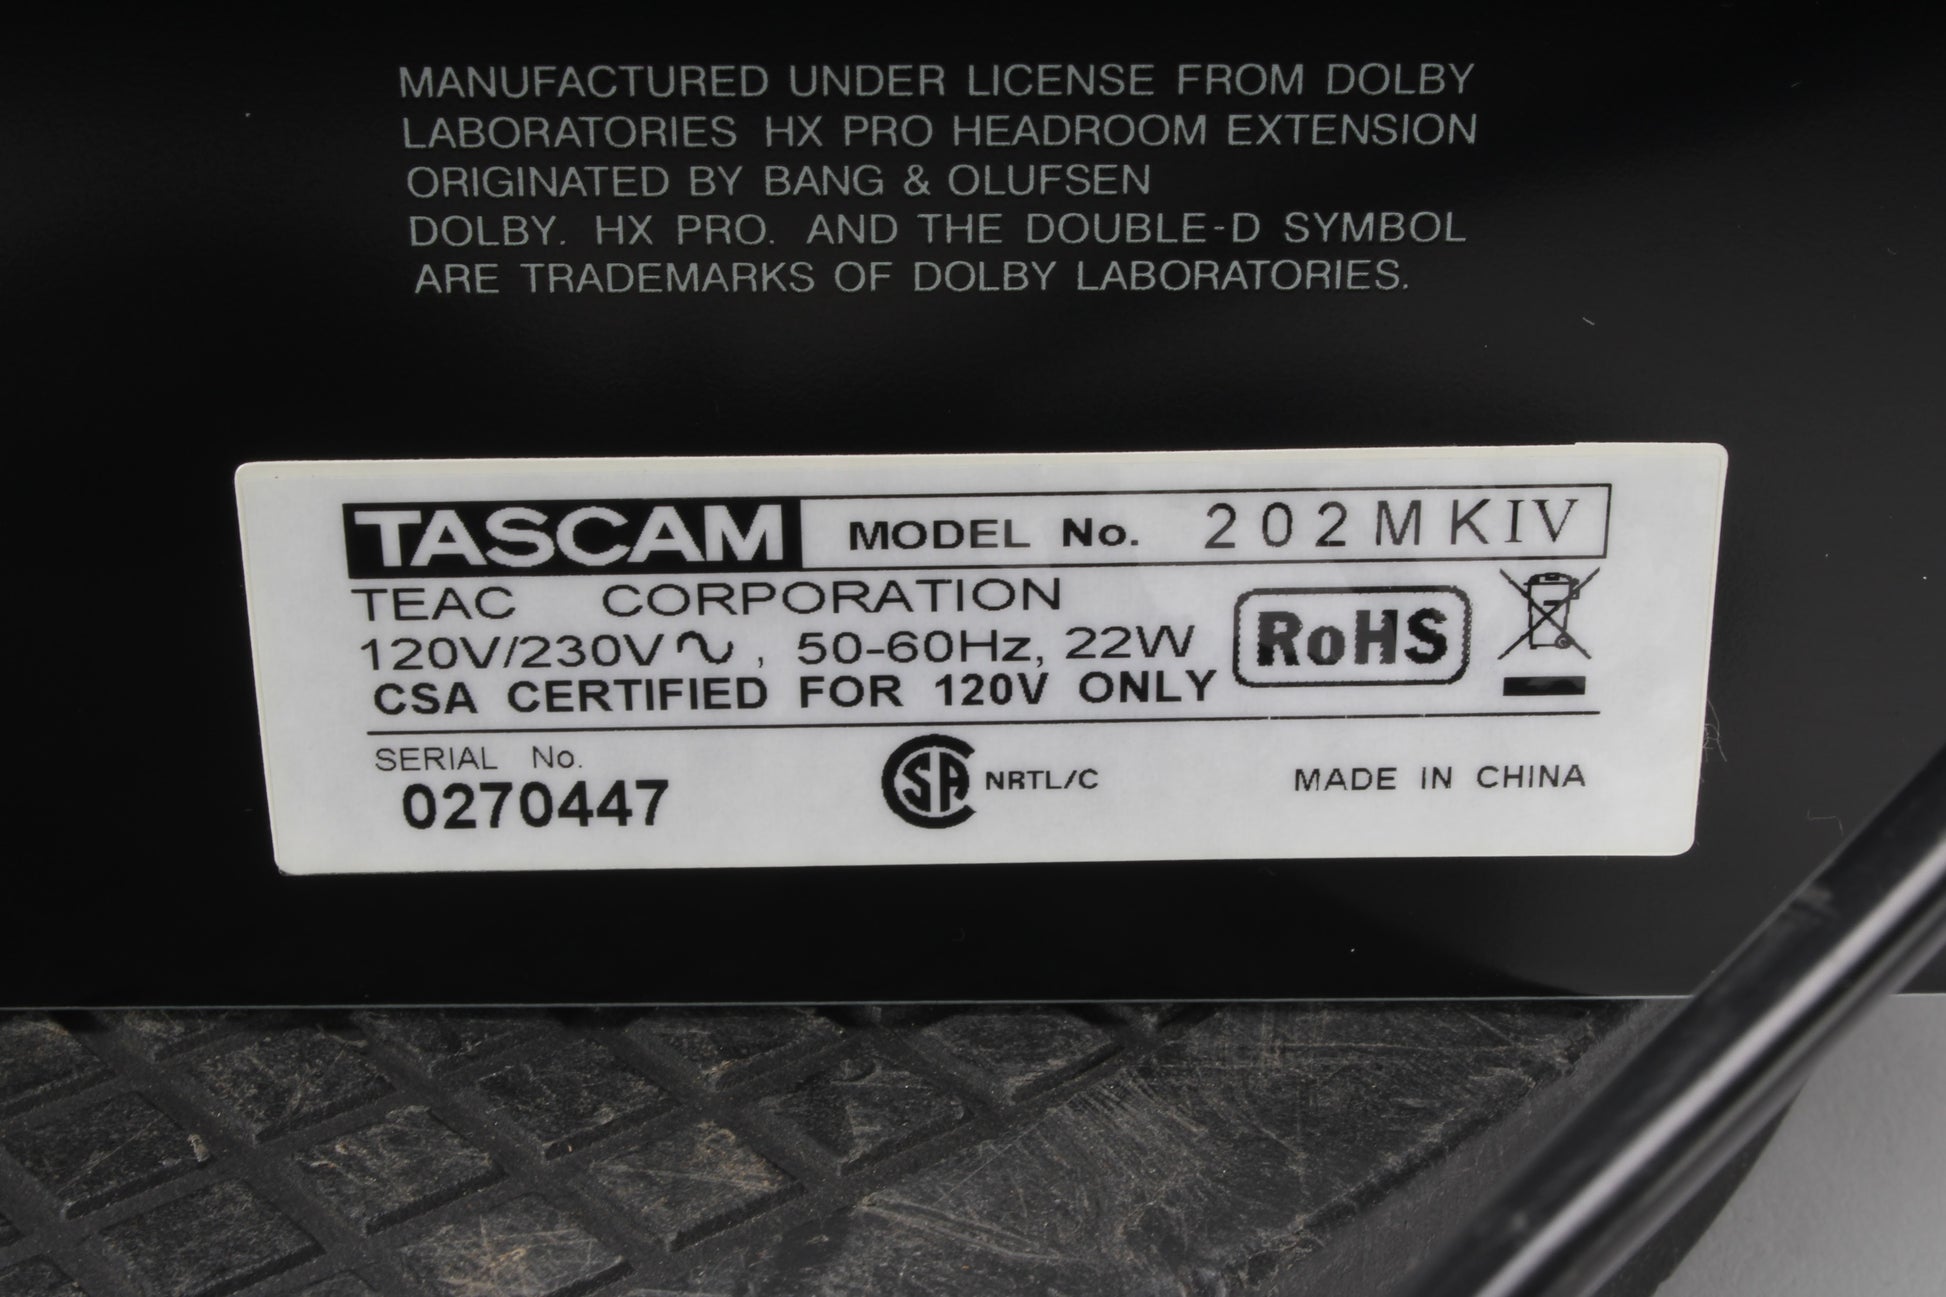 MANUFACTURED UNDER LICENSE FROM DOLBY
LABORATORIES HX PRO HEADROOM EXTENSION
ORIGINATED BY BANG & OLUFSEN
DOLBY. HX PRO. AND THE DOUBLE-D SYMBOL
ARE TRADEMARKS OF DOLBY LABORATORIES.
TASCAM MODEL No. 202MKIV
TEAC CORPORATION
120V/230V∿, 50-60Hz, 22W
RoHS
CSA CERTIFIED FOR 120V ONLY
SERIAL No.
0270447
CSA NRTL/C
MADE IN CHINA